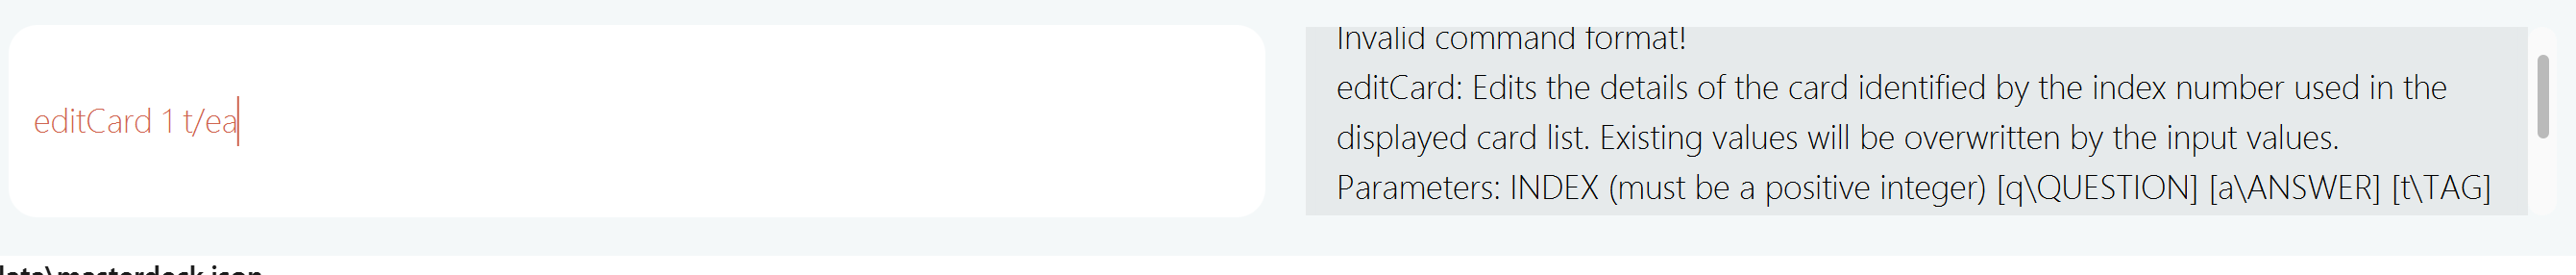 Invalid command format!
editCard 1 t/ea
editCard: Edits the details of the card identified by the index number used in the
displayed card list. Existing values will be overwritten by the input values.
Parameters: INDEX (must be a positive integer) [q\QUESTION] [a\ANSWER] [t\TAG]
data\masterdeck.json